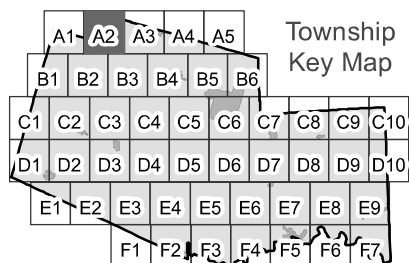 A1 A2 A3 A4 A5
Township
Key Map
B1 B2 B3 B4 B5 B6
C1 C2 C3 C4 C5 C6 C7 C8 C9 C10
D1 D2 D3 D4 D5 D6 D7 D8 D9 D10
E1 E2 E3 E4 E5 E6 E7 E8 E9
F1 F2 F3 F4 F5 F6 F7